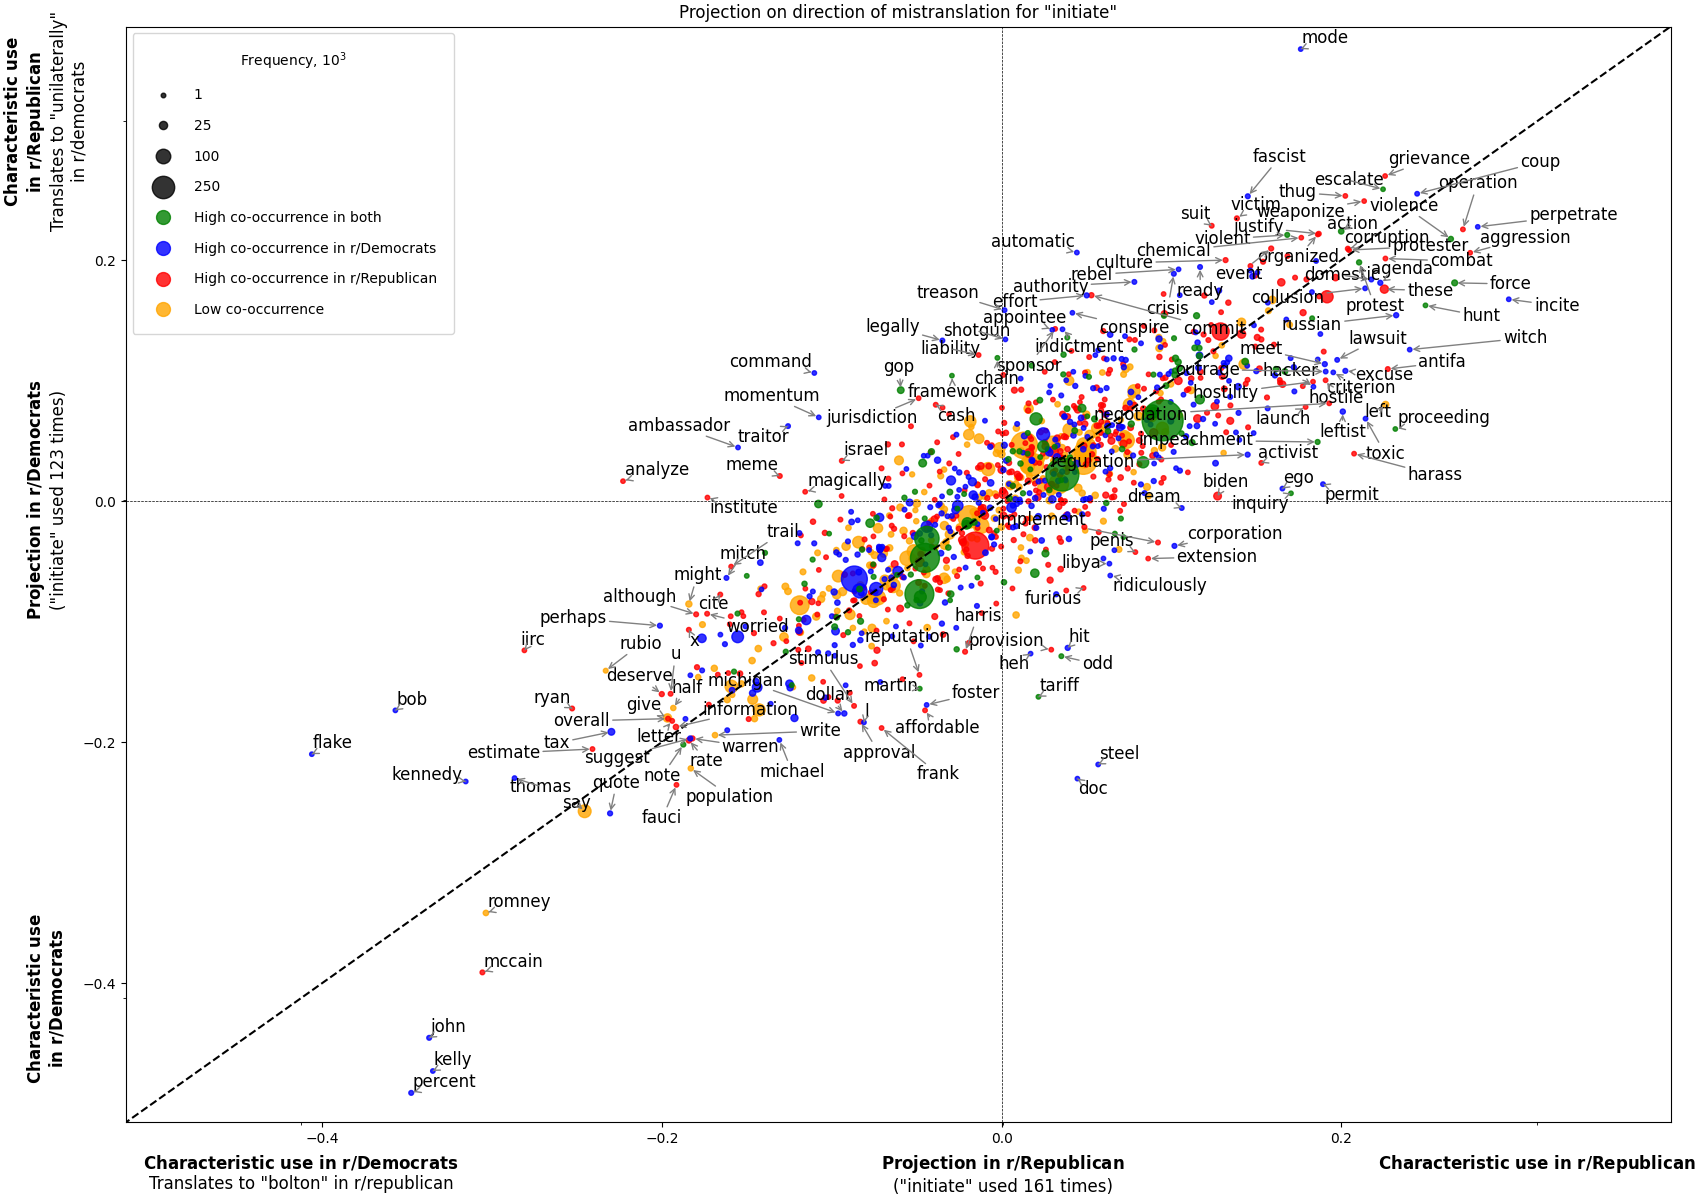 Projection on direction of mistranslation for "initiate"
Characteristic use
in r/Republican
Translates to "unilaterally"
in r/democrats
Projection in r/Democrats
("initiate" used 123 times)
Characteristic use
in r/Democrats
Frequency, 10^3
1
25
100
250
High co-occurrence in both
High co-occurrence in r/Democrats
High co-occurrence in r/Republican
Low co-occurrence
0.2
0.0
−0.2
−0.4
mode
fascist
grievance
coup
escalate
operation
thug
violence
victim
weaponize
suit
perpetrate
justify
action
automatic
violent
corruption
aggression
chemical
protester
culture
organized
combat
rebel
event
domestic
agenda
authority
force
treason
effort
ready
collusion
these
crisis
protest
incite
appointee
hunt
legally
shotgun
conspire
commit
russian
liability
indictment
meet
lawsuit
witch
command
gop
sponsor
outrage
hacker
excuse
antifa
chain
momentum
framework
hostility
criterion
hostile
jurisdiction
cash
negotiation
launch
left
proceeding
ambassador
traitor
impeachment
leftist
israel
activist
toxic
meme
regulation
analyze
magically
biden
ego
harass
institute
dream
inquiry
permit
implement
trail
penis
corporation
mitch
extension
might
libya
ridiculously
although
cite
furious
perhaps
worried
harris
iirc
rubio
x
reputation
provision
hit
u
stimulus
heh
odd
deserve
half
michigan
martin
tariff
bob
ryan
give
dollar
foster
overall
information
l
affordable
flake
tax
letter
write
estimate
suggest
warren
approval
steel
kennedy
thomas
quote
note
rate
michael
frank
doc
say
population
fauci
romney
mccain
john
kelly
percent
−0.4
−0.2
0.0
0.2
Characteristic use in r/Democrats
Translates to "bolton" in r/republican
Projection in r/Republican
("initiate" used 161 times)
Characteristic use in r/Republican